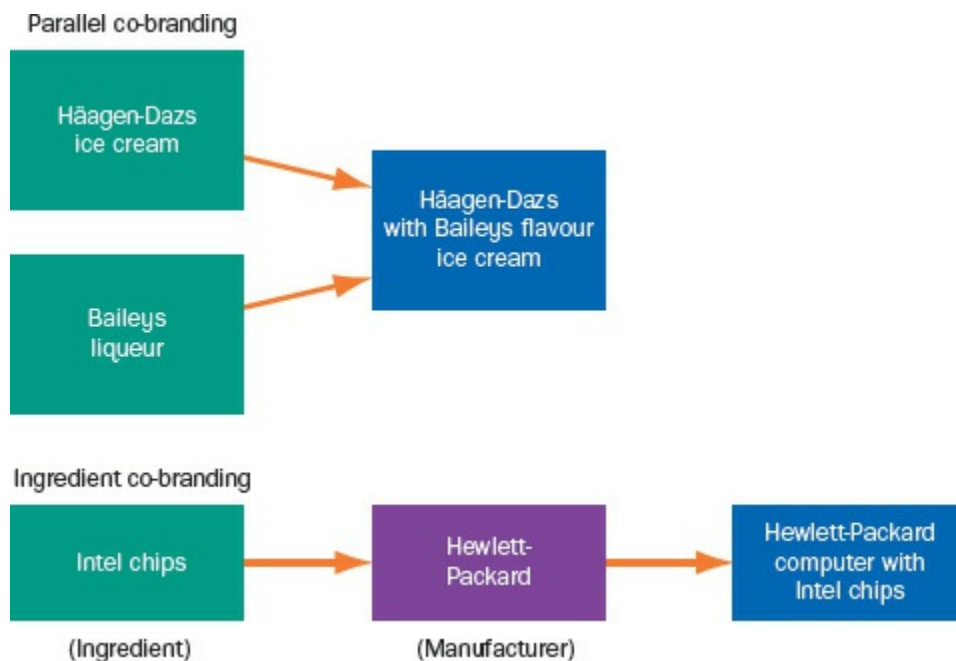 Parallel co-branding
Häagen-Dazs
ice cream
Häagen-Dazs
with Baileys flavour
ice cream
Baileys
liqueur
Ingredient co-branding
Intel chips
Hewlett-
Packard
Hewlett-Packard
computer with
Intel chips
(Ingredient)
(Manufacturer)